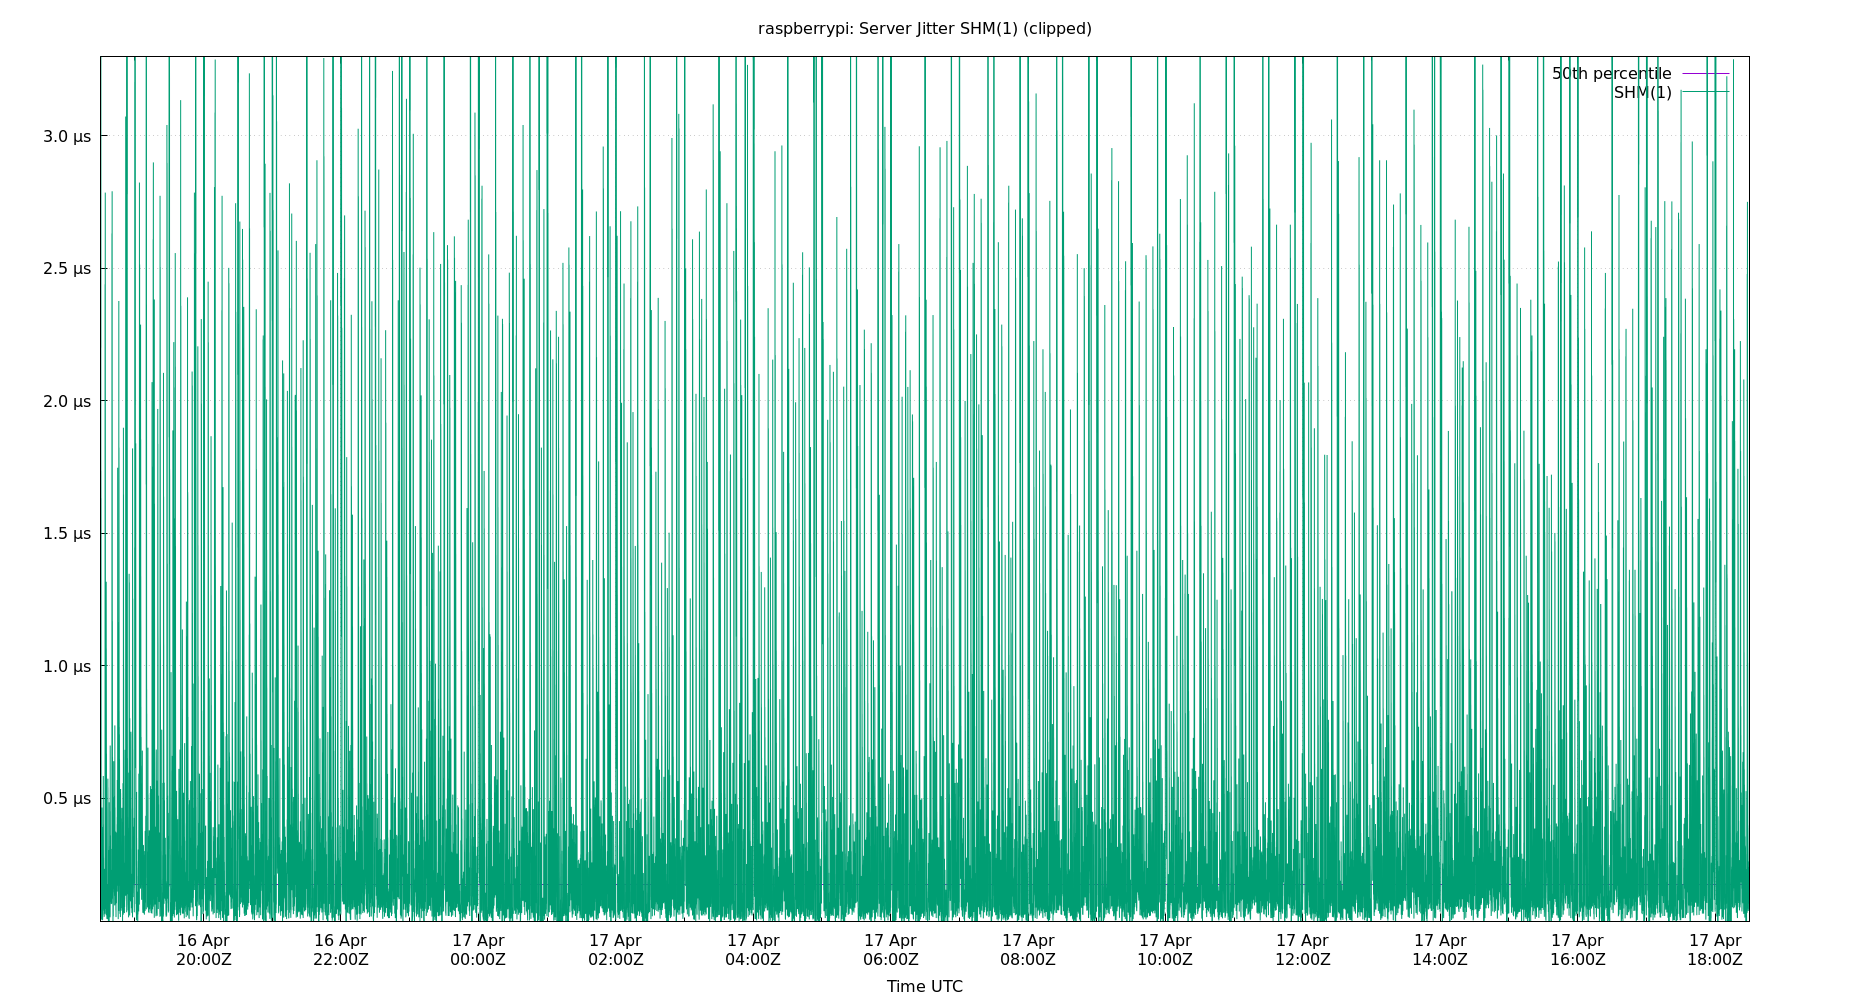 raspberrypi: Server Jitter SHM(1) (clipped)
50th percentile
SHM(1)
3.0 µs
2.5 µs
2.0 µs
1.5 µs
1.0 µs
0.5 µs
16 Apr 16 Apr 17 Apr 17 Apr 17 Apr 17 Apr 17 Apr 17 Apr 17 Apr 17 Apr 17 Apr 17 Apr
20:00Z 22:00Z 00:00Z 02:00Z 04:00Z 06:00Z 08:00Z 10:00Z 12:00Z 14:00Z 16:00Z 18:00Z
Time UTC